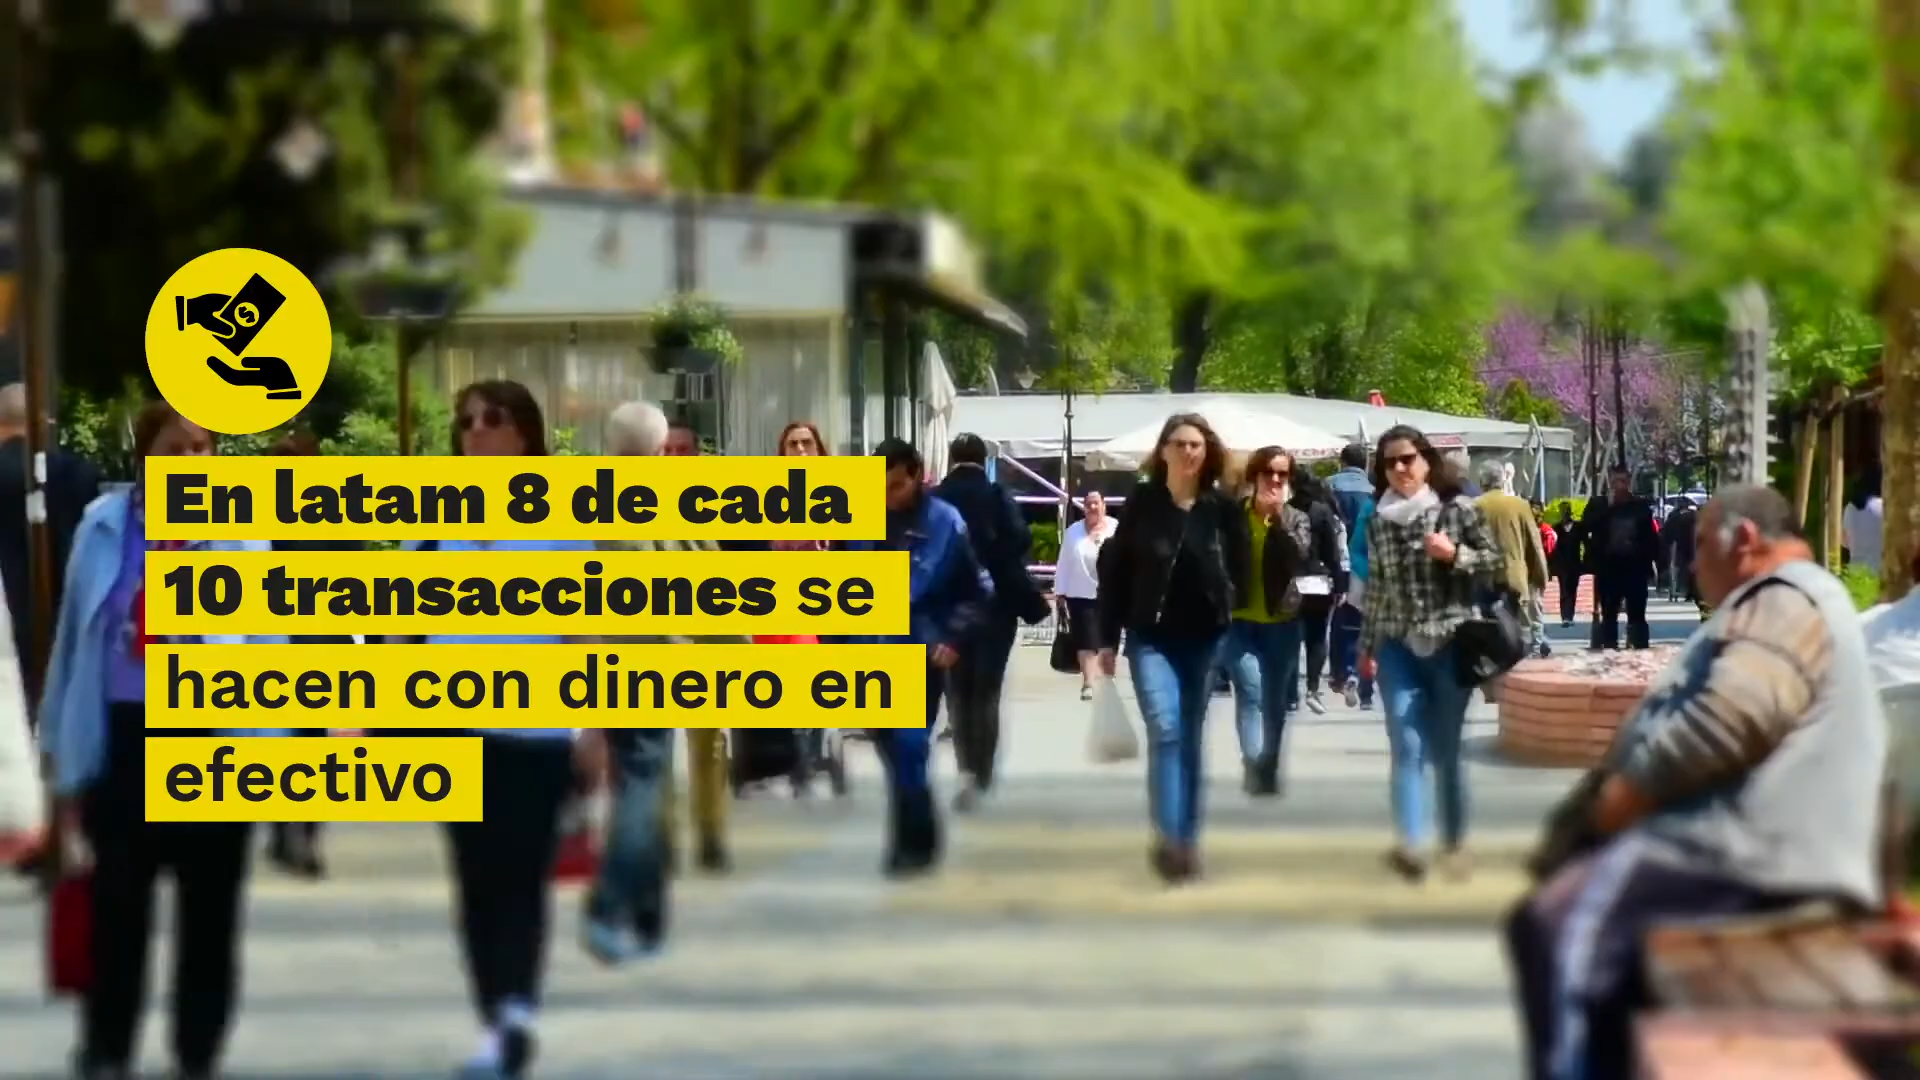 En latam 8 de cada
10 transacciones se
hacen con dinero en
efectivo